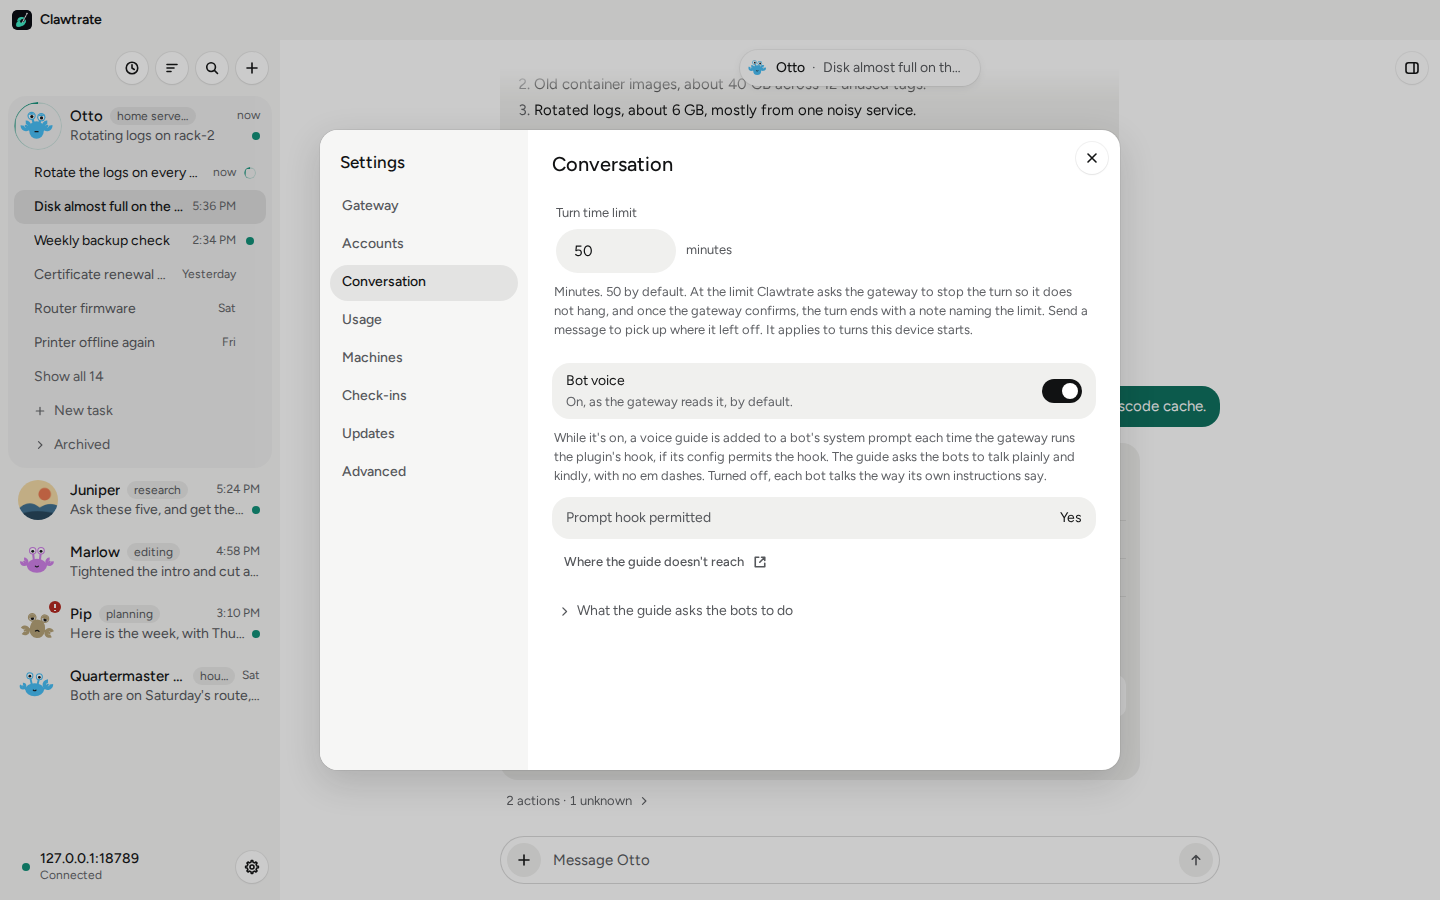 Clawtrate
Otto
home serve...
now
Rotating logs on rack-2
Rotate the logs on every ...
now
Disk almost full on the ...
5:36 PM
Weekly backup check
2:34 PM
Certificate renewal ...
Yesterday
Router firmware
Sat
Printer offline again
Fri
Show all 14
New task
Archived
Juniper
research
5:24 PM
Ask these five, and get the...
Marlow
editing
4:58 PM
Tightened the intro and cut a...
Pip
planning
3:10 PM
Here is the week, with Thu...
Quartermaster ...
hou...
Sat
Both are on Saturday's route,...
127.0.0.1:18789
Connected
Otto · Disk almost full on th...
2. Old container images, about 40 GB across 12 unused tags.
3. Rotated logs, about 6 GB, mostly from one noisy service.
Settings
Gateway
Accounts
Conversation
Usage
Machines
Check-ins
Updates
Advanced
Conversation
Turn time limit
50
minutes
Minutes. 50 by default. At the limit Clawtrate asks the gateway to stop the turn so it does
not hang, and once the gateway confirms, the turn ends with a note naming the limit. Send a
message to pick up where it left off. It applies to turns this device starts.
Bot voice
On, as the gateway reads it, by default.
While it's on, a voice guide is added to a bot's system prompt each time the gateway runs
the plugin's hook, if its config permits the hook. The guide asks the bots to talk plainly and
kindly, with no em dashes. Turned off, each bot talks the way its own instructions say.
Prompt hook permitted
Yes
Where the guide doesn't reach
What the guide asks the bots to do
scode cache.
2 actions · 1 unknown
Message Otto